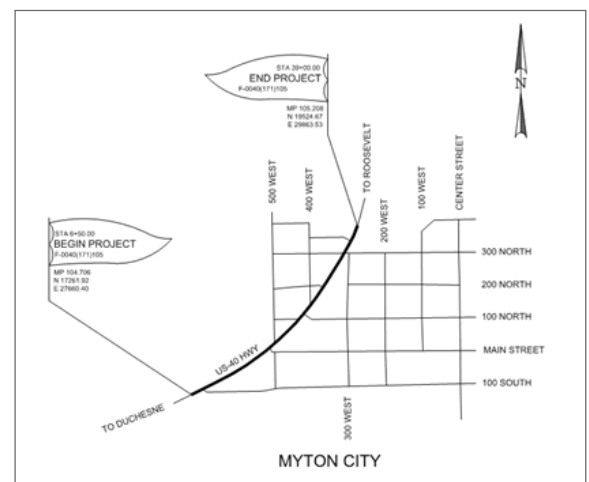 STA 39+00.00
END PROJECT
F-0040(171)105
MP 105.208
N 19524.67
E 29863.53
N
500 WEST
400 WEST
TO ROOSEVELT
200 WEST
100 WEST
CENTER STREET
STA 6+50.00
BEGIN PROJECT
F-0040(171)105
MP 104.706
N 17261.92
E 27660.40
300 NORTH
200 NORTH
100 NORTH
MAIN STREET
US-40 HWY
100 SOUTH
TO DUCHESNE
300 WEST
MYTON CITY